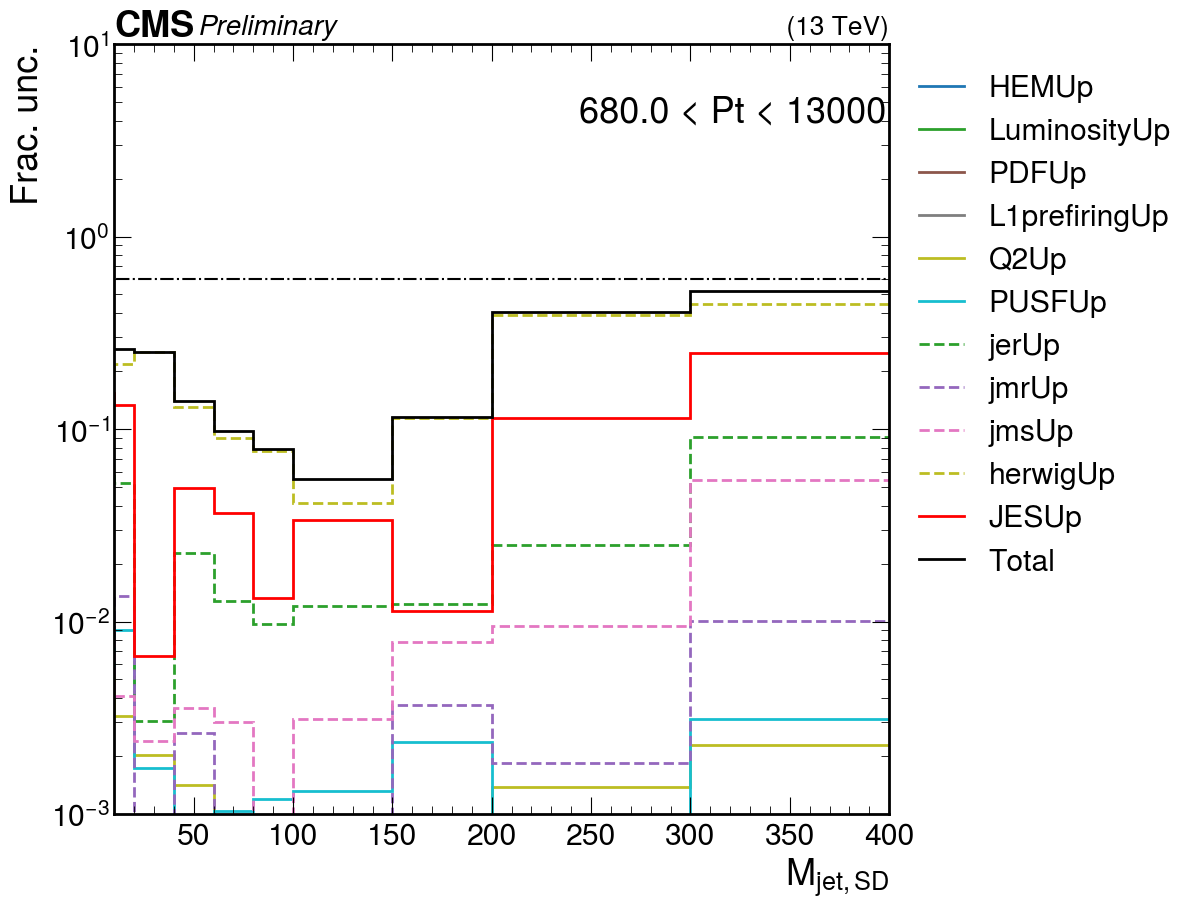 CMS Preliminary (13 TeV)
Frac. unc.
680.0 < Pt < 13000
10¹
10⁰
10⁻¹
10⁻²
10⁻³
50 100 150 200 250 300 350 400
M_jet, SD
HEMUp
LuminosityUp
PDFUp
L1prefiringUp
Q2Up
PUSFUp
jerUp
jmrUp
jmsUp
herwigUp
JESUp
Total